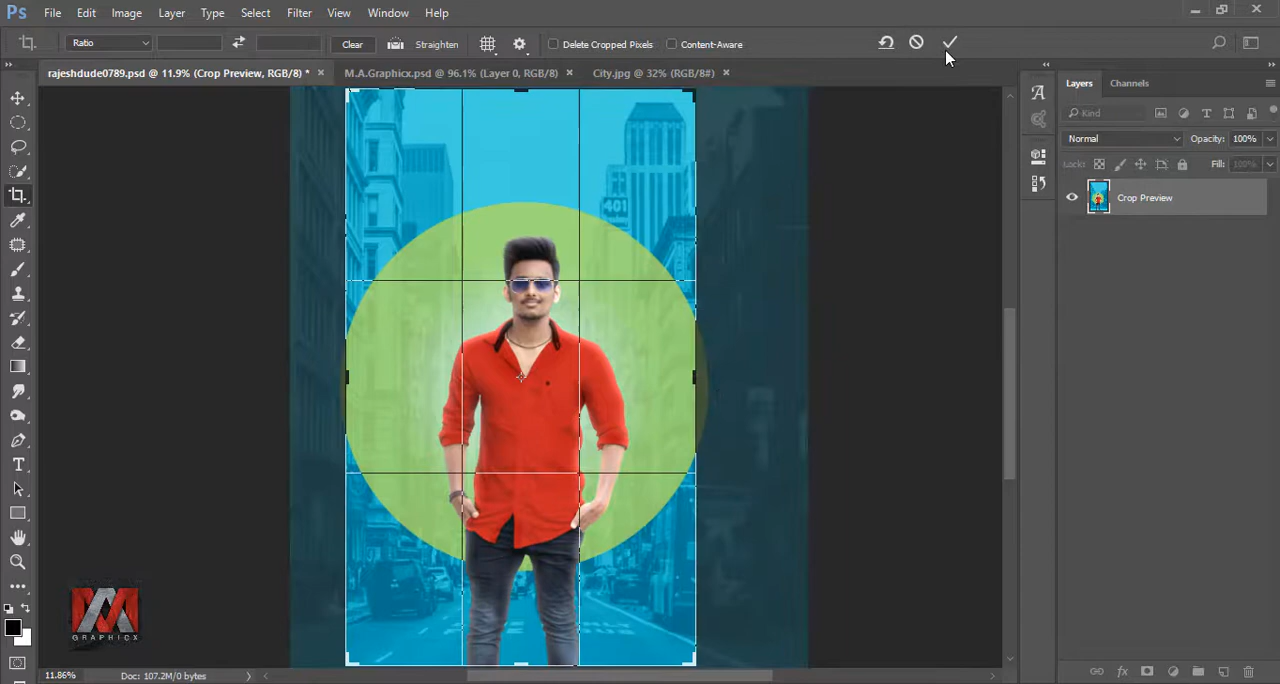 Ps File Edit Image Layer Type Select Filter View Window Help
Ratio Clear Straighten Delete Cropped Pixels Content-Aware
rajeshdude0789.psd @ 11.9% (Crop Preview, RGB/8) * × M.A.Graphicx.psd @ 96.1% (Layer 0, RGB/8) × City.jpg @ 32% (RGB/8#) ×
Layers Channels
Kind
Normal Opacity: 100%
Lock: Fill: 100%
Crop Preview
401
MA
GRAPHICX
11.86% Doc: 107.2M/0 bytes